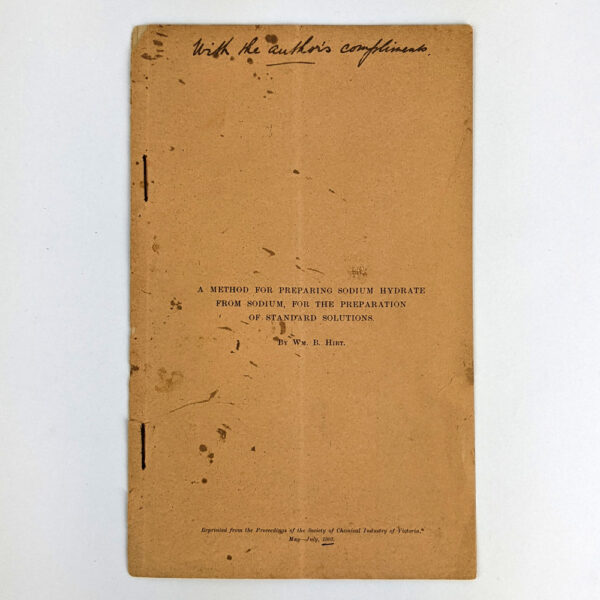 With the author's compliments.
A METHOD FOR PREPARING SODIUM HYDRATE
FROM SODIUM, FOR THE PREPARATION
OF STANDARD SOLUTIONS.
By Wm. B. Hirt.
Reprinted from the Proceedings of the Society of Chemical Industry of Victoria."
May—July,